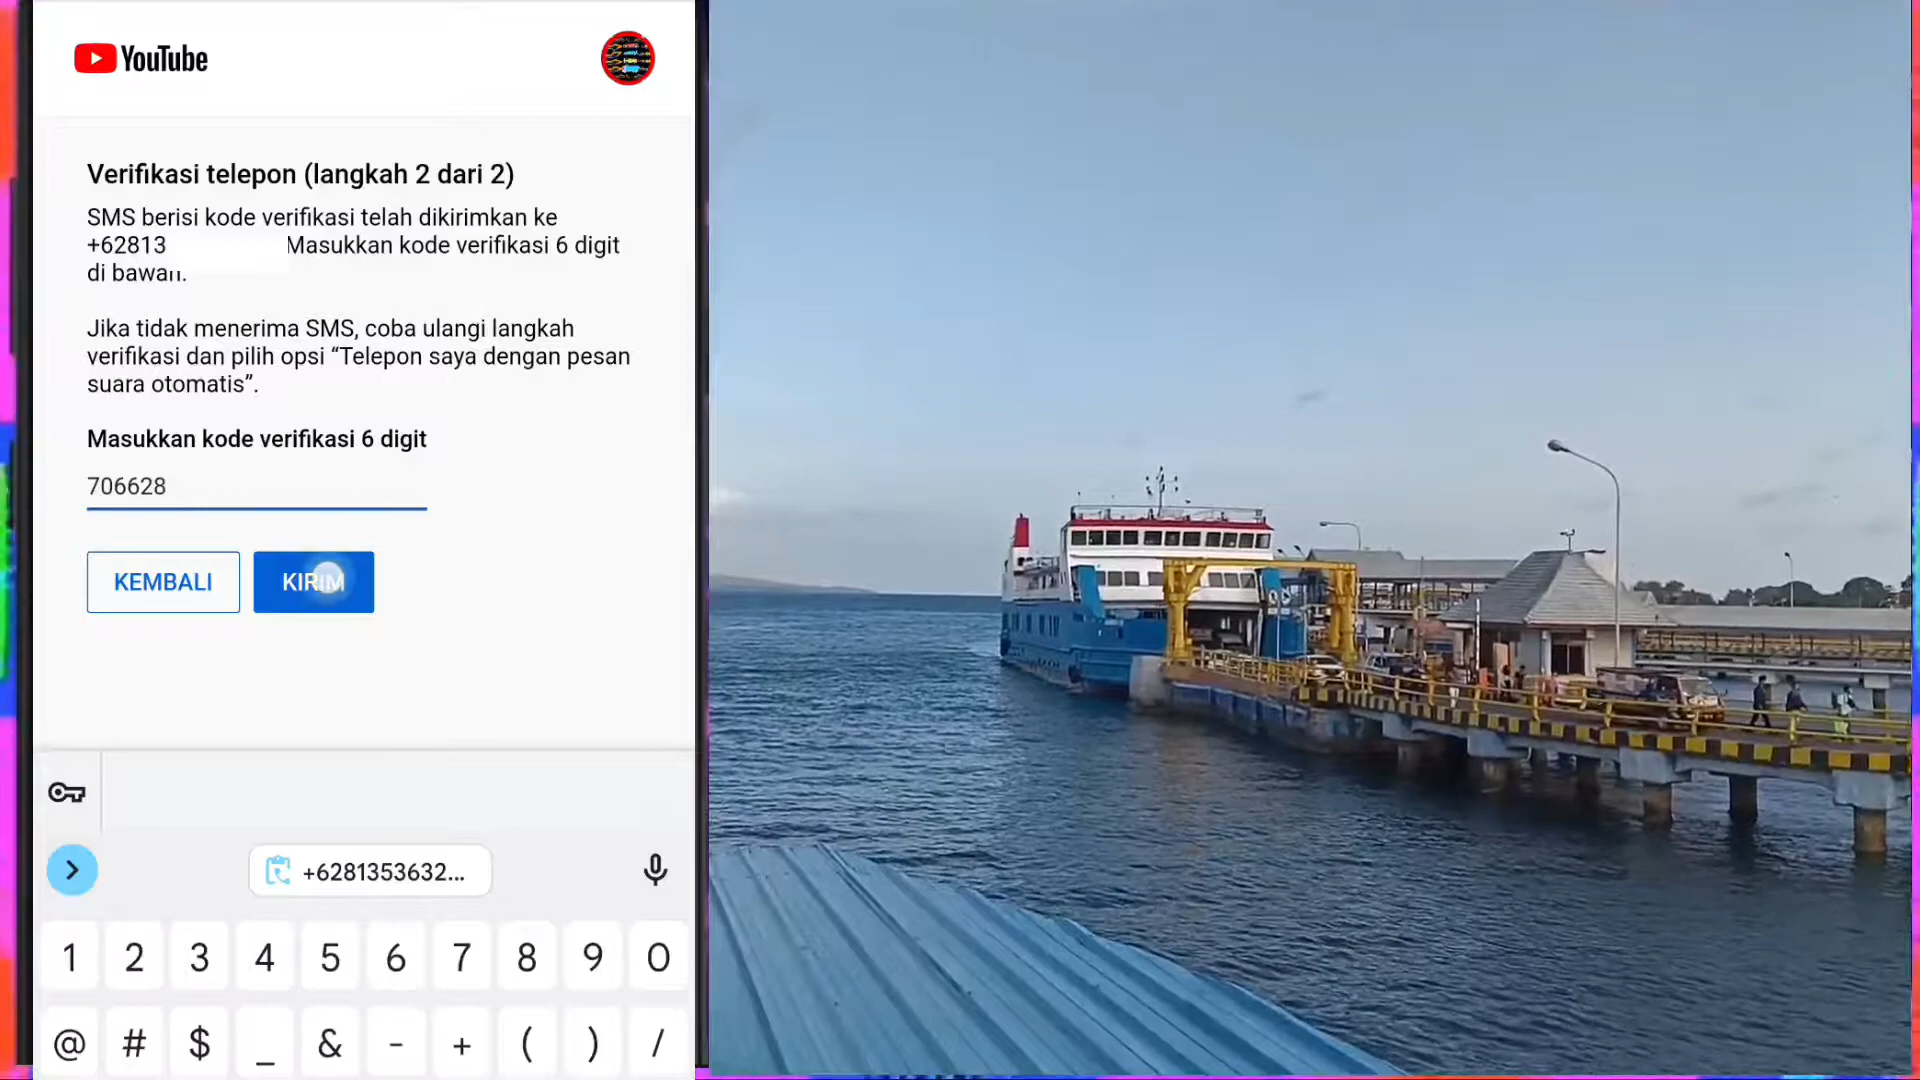 YouTube
Verifikasi telepon (langkah 2 dari 2)
SMS berisi kode verifikasi telah dikirimkan ke
+62813 Masukkan kode verifikasi 6 digit
di bawah.
Jika tidak menerima SMS, coba ulangi langkah
verifikasi dan pilih opsi “Telepon saya dengan pesan
suara otomatis”.
Masukkan kode verifikasi 6 digit
706628
KEMBALI KIRIM
+6281353632...
1 2 3 4 5 6 7 8 9 0
@ # $ _ & - + ( ) /